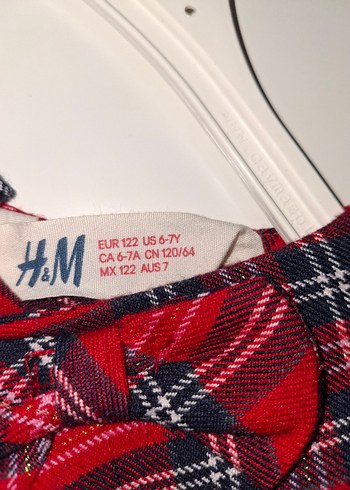 H&M
EUR 122 US 6-7Y
CA 6-7A CN 120/64
MX 122 AUS 7